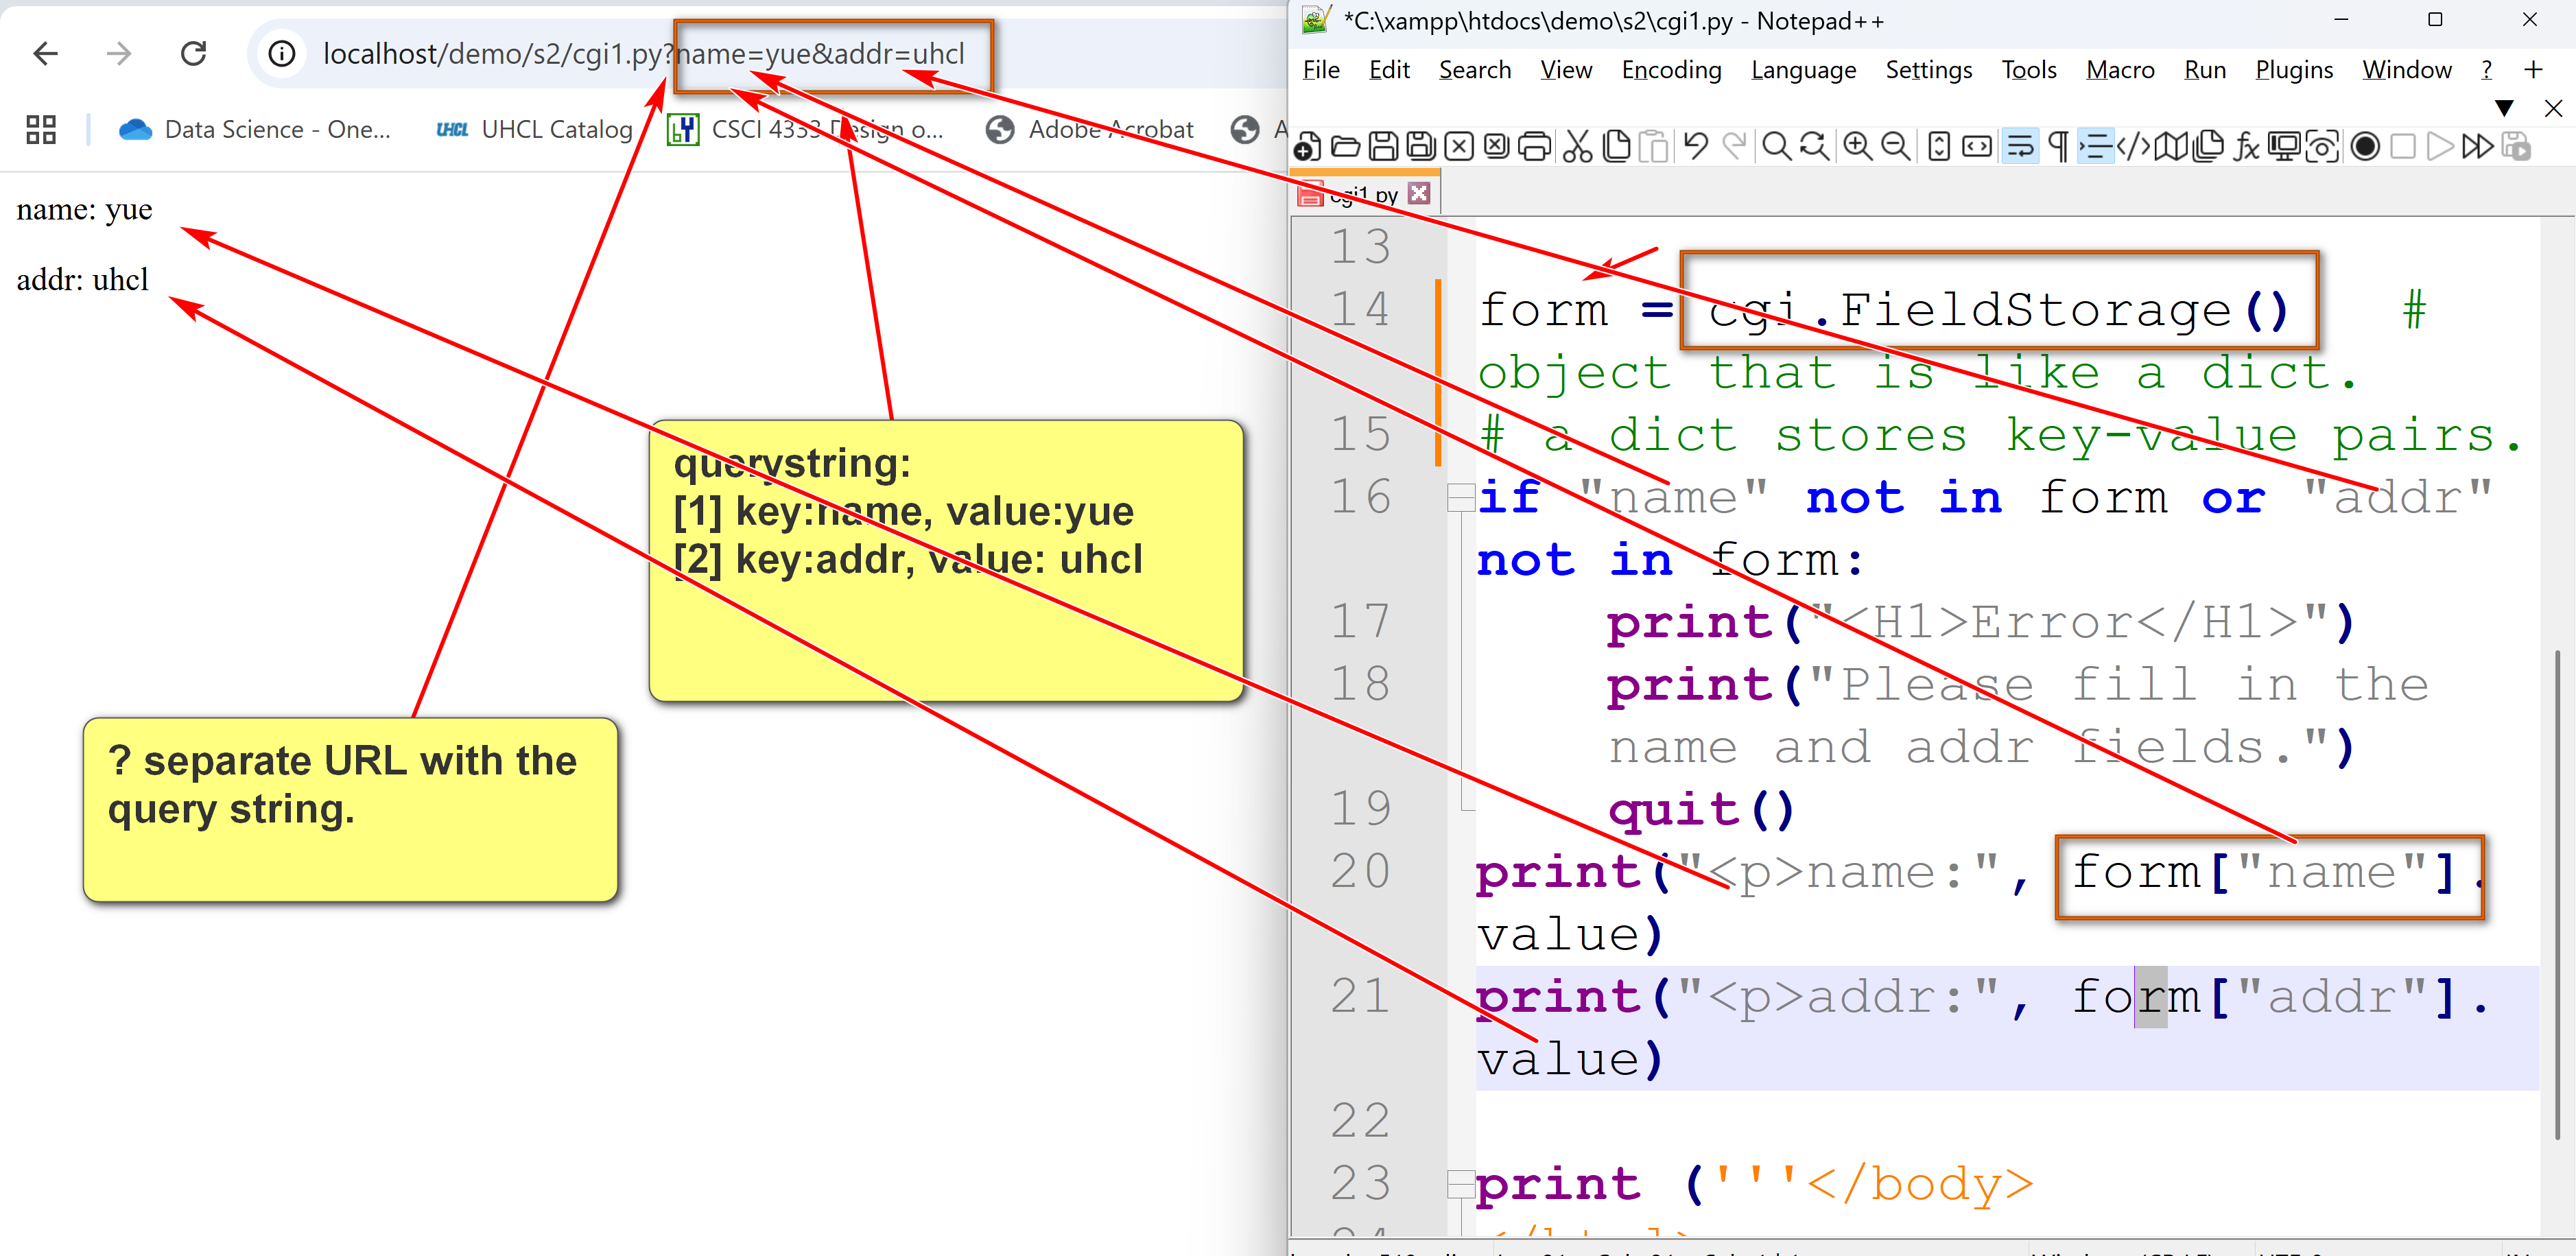 localhost/demo/s2/cgi1.py?name=yue&addr=uhcl
Data Science - One...
UHCL UHCL Catalog
CSCI 4333 Design o...
Adobe Acrobat
A
name: yue
addr: uhcl
querystring:
[1] key:name, value:yue
[2] key:addr, value: uhcl
? separate URL with the
query string.
*C:\xampp\htdocs\demo\s2\cgi1.py - Notepad++
File Edit Search View Encoding Language Settings Tools Macro Run Plugins Window ? +
cgi1.py
13
14 form = cgi.FieldStorage() #
object that is like a dict.
15 # a dict stores key-value pairs.
16 if "name" not in form or "addr"
not in form:
17 print("<H1>Error</H1>")
18 print("Please fill in the
name and addr fields.")
19 quit()
20 print("<p>name:", form["name"].
value)
21 print("<p>addr:", form["addr"].
value)
22
23 print ('''</body>
24 </html>